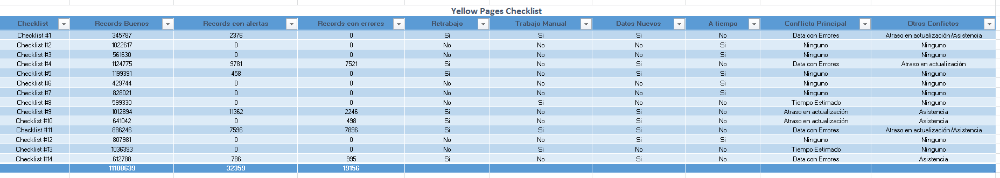 Yellow Pages Checklist
Checklist Records Buenos Records con alertas Records con errores Retrabajo Trabajo Manual Datos Nuevos A tiempo Conflicto Principal Otros Confictos
Checklist #1 345787 2376 0 Si Si Si No Data con Errores Atraso en actualización/Asistencia
Checklist #2 1022617 0 0 No No No Si Ninguno Ninguno
Checklist #3 561630 0 0 No No No Si Ninguno Ninguno
Checklist #4 1124775 9781 7521 Si No Si No Data con Errores Atraso en actualización
Checklist #5 1199391 458 0 Si No Si Si Ninguno Ninguno
Checklist #6 429744 0 0 No No No Si Ninguno Ninguno
Checklist #7 828021 0 0 No No No Si Ninguno Ninguno
Checklist #8 599330 0 0 No Si No No Tiempo Estimado Ninguno
Checklist #9 1012894 11362 2246 Si No Si No Atraso en actualización Asistencia
Checklist #10 641042 0 498 Si No Si No Atraso en actualización Asistencia
Checklist #11 886246 7596 7896 Si Si Si No Data con Errores Atraso en actualización/Asistencia
Checklist #12 807981 0 0 No No Si Si Ninguno Ninguno
Checklist #13 1036393 0 0 No Si No No Tiempo Estimado Ninguno
Checklist #14 612788 786 995 Si No Si No Data con Errores Asistencia
11108639 32359 19156